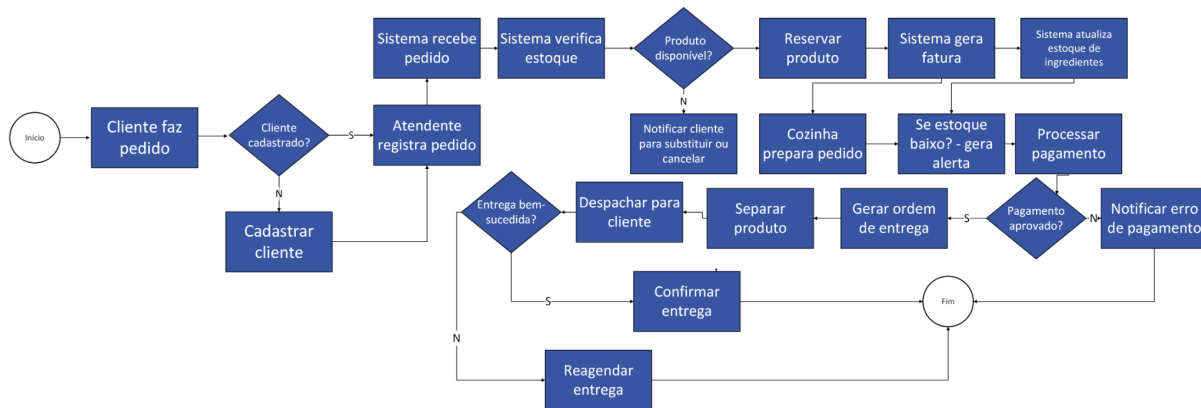 Sistema recebe
pedido
Sistema verifica
estoque
Produto
disponível?
Reservar
produto
Sistema gera
fatura
Sistema atualiza
estoque de
ingredientes
Início
Cliente faz
pedido
Cliente
cadastrado?
S
Atendente
registra pedido
N
Notificar cliente
para substituir ou
cancelar
Cozinha
prepara pedido
Se estoque
baixo? - gera
alerta
Processar
pagamento
N
Cadastrar
cliente
Entrega bem-
sucedida?
Despachar para
cliente
Separar
produto
Gerar ordem
de entrega
S
Pagamento
aprovado?
N
Notificar erro
de pagamento
S
Confirmar
entrega
Fim
N
Reagendar
entrega